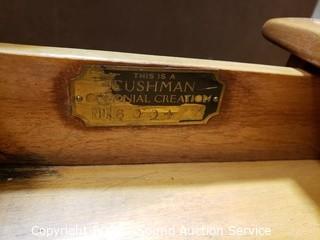 THIS IS A
CUSHMAN
COLONIAL CREATION
Copyright Sound Auction Service